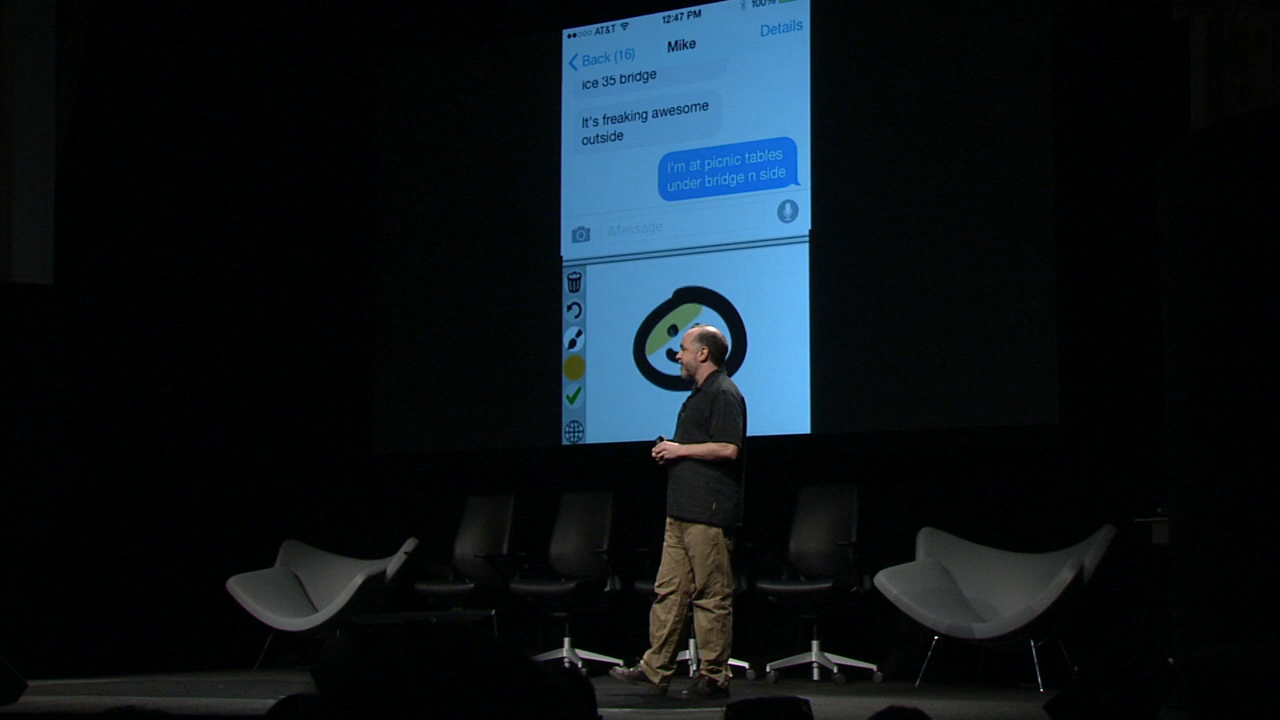 AT&T
12:47 PM
100%
Back (16)
Mike
Details
ice 35 bridge
It's freaking awesome
outside
I'm at picnic tables
under bridge n side
iMessage